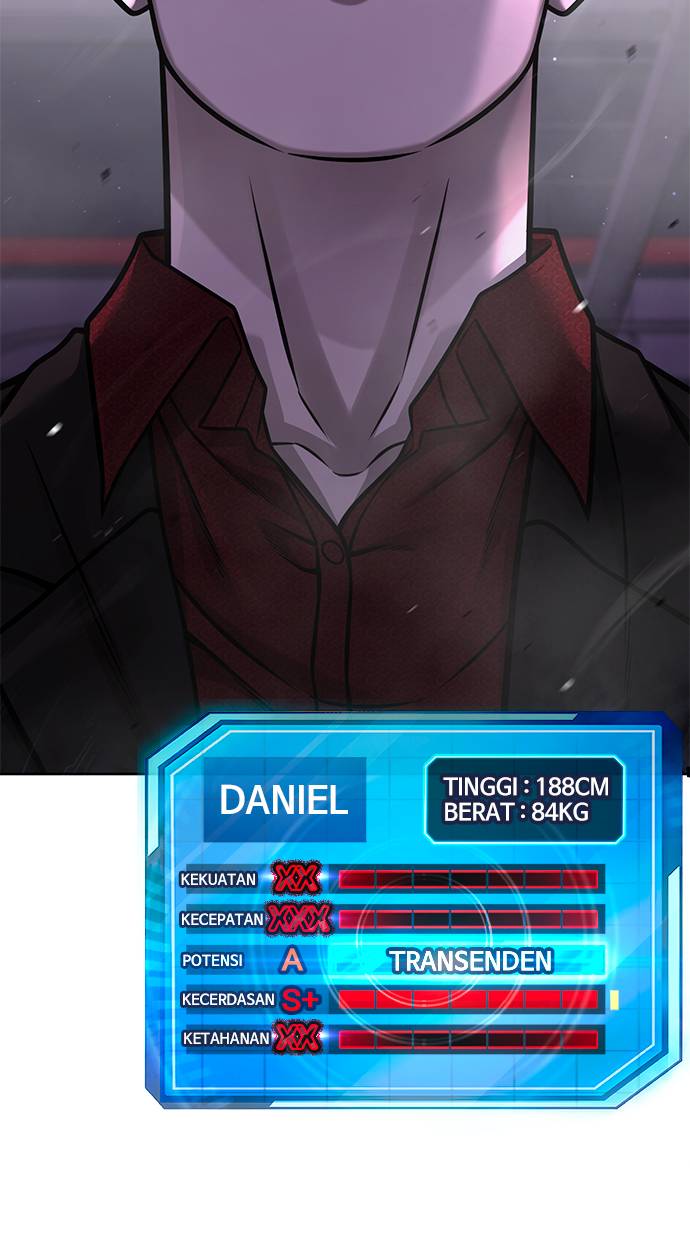 DANIEL
TINGGI : 188CM
BERAT : 84KG
KEKUATAN XX
KECEPATAN XXX
POTENSI A TRANSENDEN
KECERDASAN S+
KETAHANAN XX